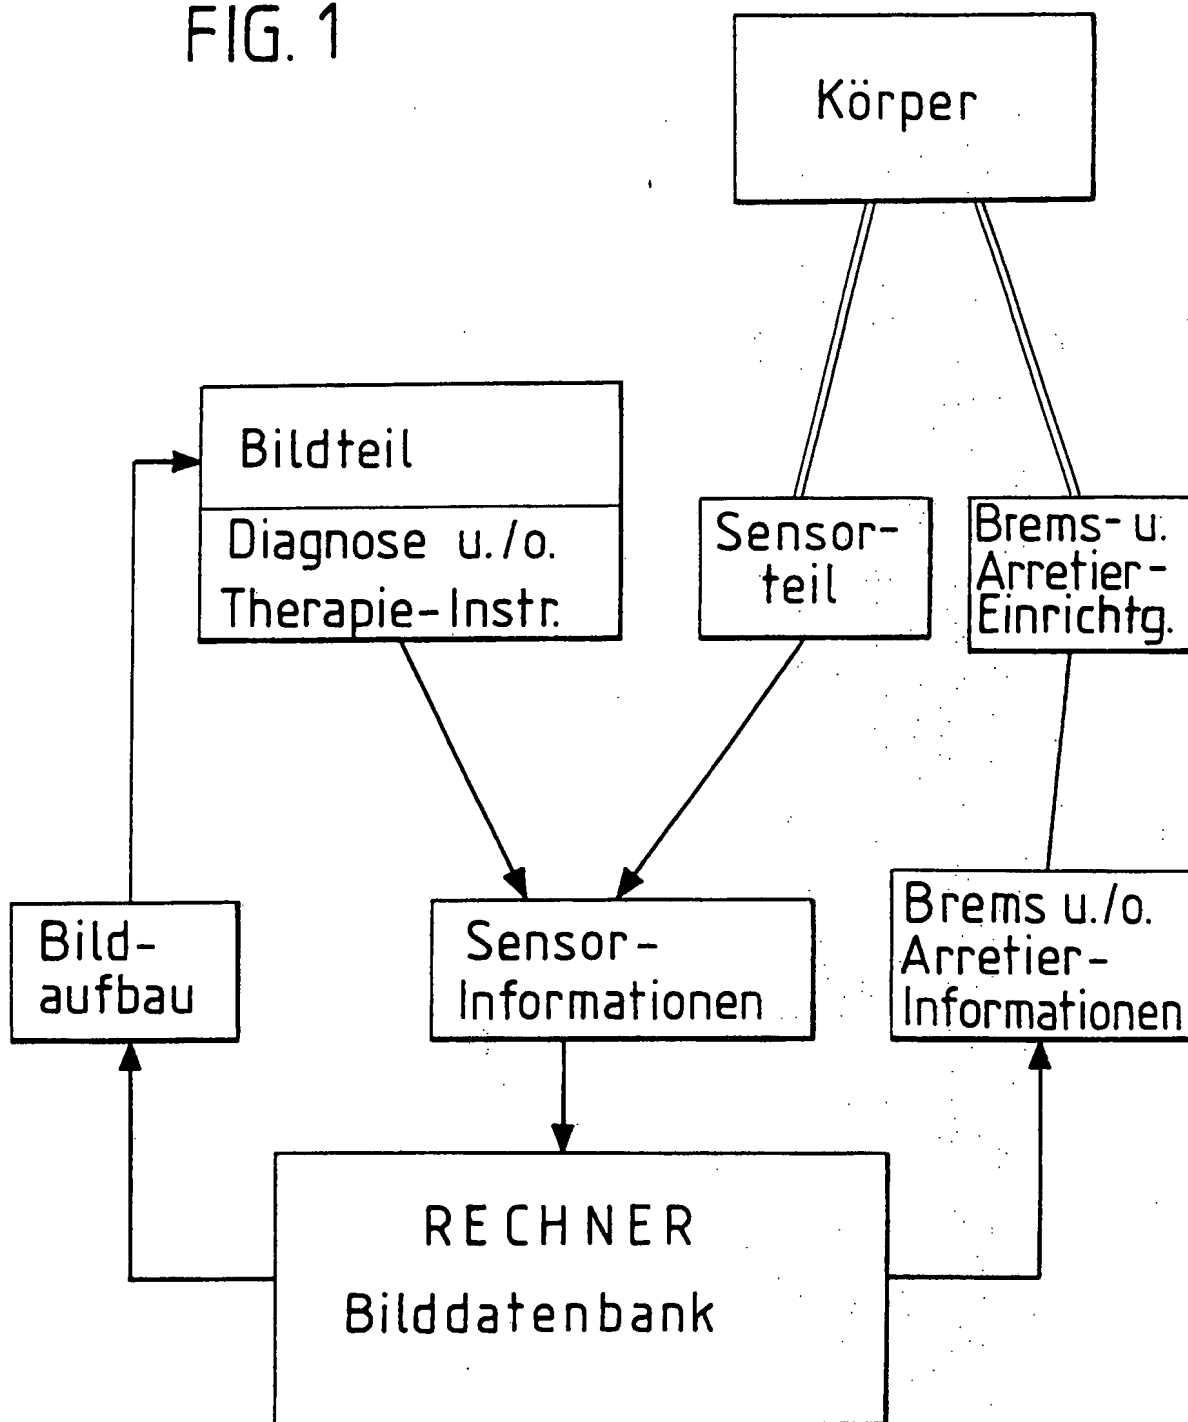 FIG. 1
Körper
Bildteil
Diagnose u./o.
Therapie-Instr.
Sensor-
teil
Brems- u.
Arretier-
Einrichtg.
Bild-
aufbau
Sensor-
Informationen
Brems u./o.
Arretier-
Informationen
RECHNER
Bilddatenbank